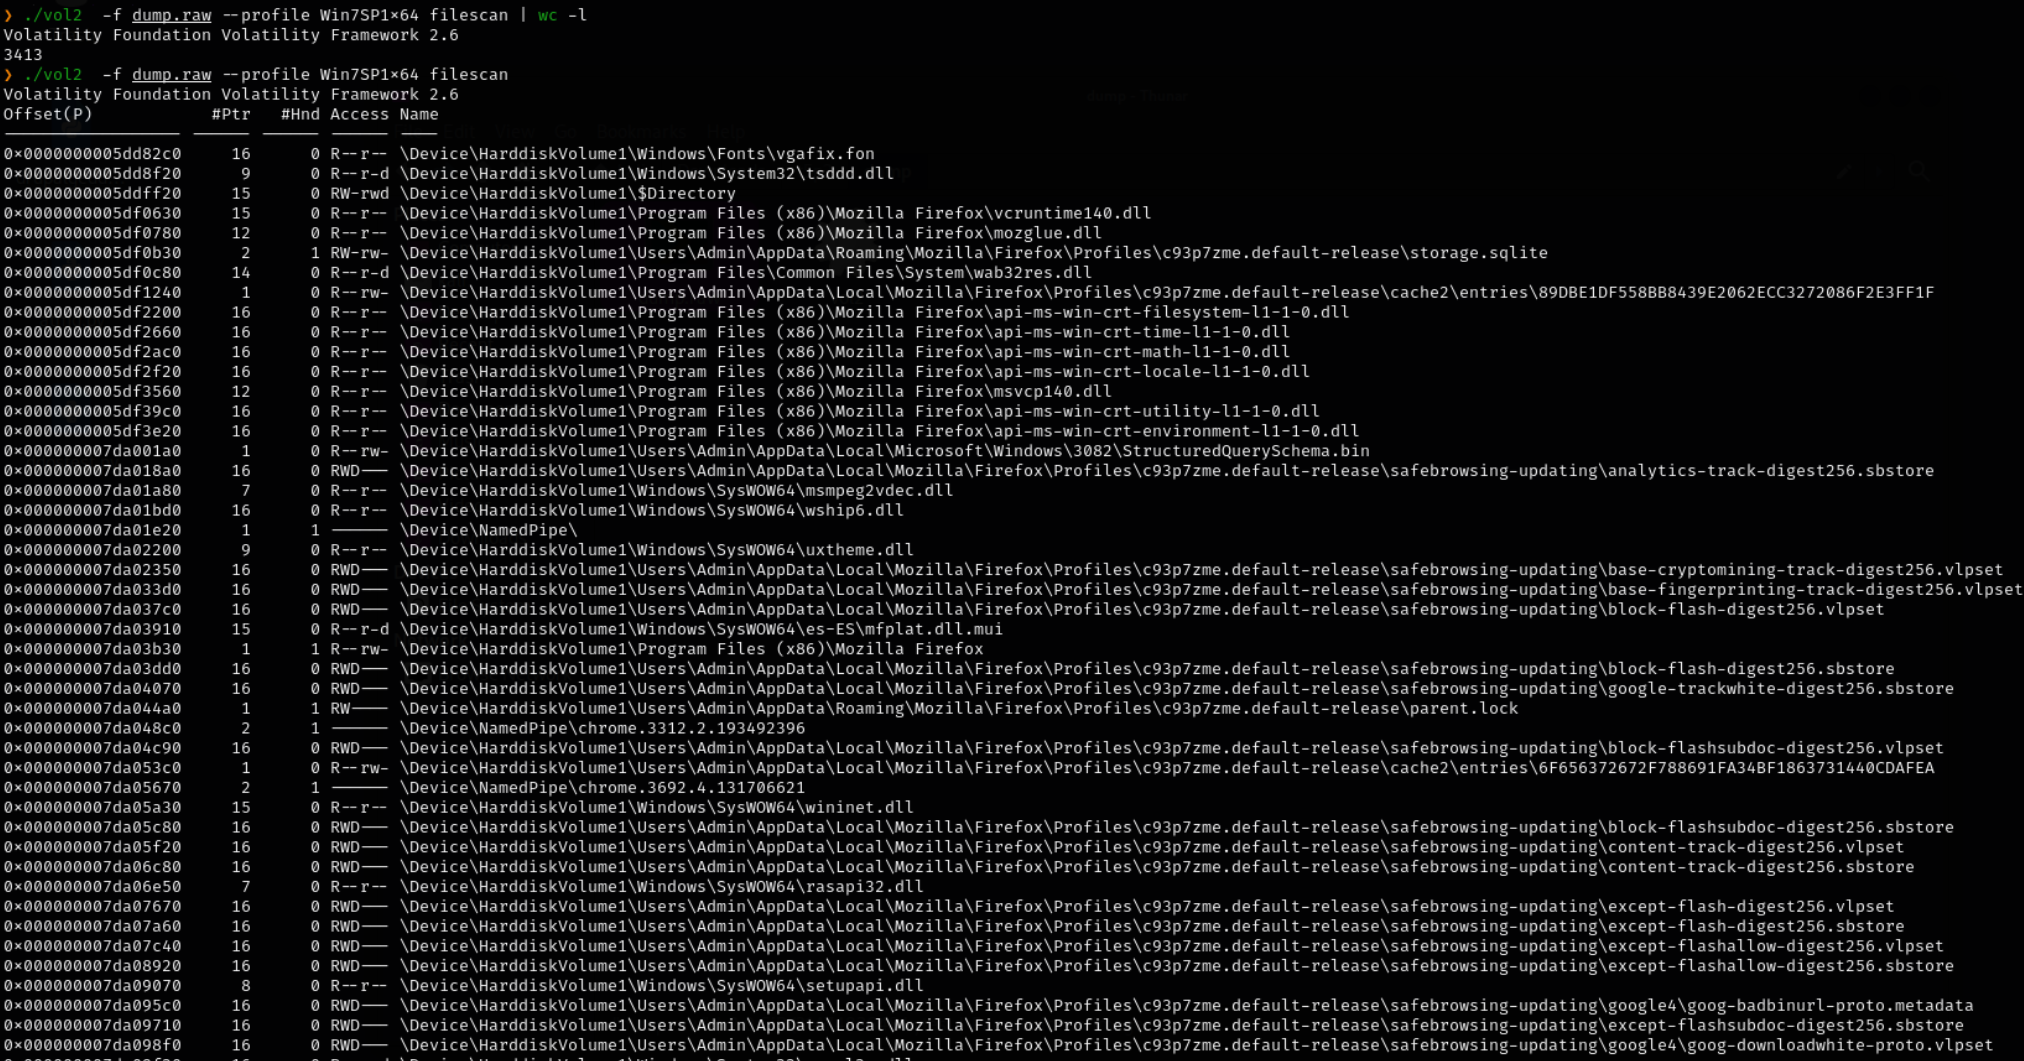 ❯ ./vol2  -f dump.raw --profile Win7SP1×64 filescan | wc -l
Volatility Foundation Volatility Framework 2.6
3413
❯ ./vol2  -f dump.raw --profile Win7SP1×64 filescan
Volatility Foundation Volatility Framework 2.6
Offset(P)            #Ptr   #Hnd Access Name
0×0000000005dd82c0     16      0 R--r-- \Device\HarddiskVolume1\Windows\Fonts\vgafix.fon
0×0000000005dd8f20      9      0 R--r-d \Device\HarddiskVolume1\Windows\System32\tsddd.dll
0×0000000005ddff20     15      0 RW-rwd \Device\HarddiskVolume1\$Directory
0×0000000005df0630     15      0 R--r-- \Device\HarddiskVolume1\Program Files (x86)\Mozilla Firefox\vcruntime140.dll
0×0000000005df0780     12      0 R--r-- \Device\HarddiskVolume1\Program Files (x86)\Mozilla Firefox\mozglue.dll
0×0000000005df0b30      2      1 RW-rw- \Device\HarddiskVolume1\Users\Admin\AppData\Roaming\Mozilla\Firefox\Profiles\c93p7zme.default-release\storage.sqlite
0×0000000005df0c80     14      0 R--r-d \Device\HarddiskVolume1\Program Files\Common Files\System\wab32res.dll
0×0000000005df1240      1      0 R--rw- \Device\HarddiskVolume1\Users\Admin\AppData\Local\Mozilla\Firefox\Profiles\c93p7zme.default-release\cache2\entries\89DBE1DF558BB8439E2062ECC3272086F2E3FF1F
0×0000000005df2200     16      0 R--r-- \Device\HarddiskVolume1\Program Files (x86)\Mozilla Firefox\api-ms-win-crt-filesystem-l1-1-0.dll
0×0000000005df2660     16      0 R--r-- \Device\HarddiskVolume1\Program Files (x86)\Mozilla Firefox\api-ms-win-crt-time-l1-1-0.dll
0×0000000005df2ac0     16      0 R--r-- \Device\HarddiskVolume1\Program Files (x86)\Mozilla Firefox\api-ms-win-crt-math-l1-1-0.dll
0×0000000005df2f20     16      0 R--r-- \Device\HarddiskVolume1\Program Files (x86)\Mozilla Firefox\api-ms-win-crt-locale-l1-1-0.dll
0×0000000005df3560     12      0 R--r-- \Device\HarddiskVolume1\Program Files (x86)\Mozilla Firefox\msvcp140.dll
0×0000000005df39c0     16      0 R--r-- \Device\HarddiskVolume1\Program Files (x86)\Mozilla Firefox\api-ms-win-crt-utility-l1-1-0.dll
0×0000000005df3e20     16      0 R--r-- \Device\HarddiskVolume1\Program Files (x86)\Mozilla Firefox\api-ms-win-crt-environment-l1-1-0.dll
0×000000007da001a0      1      0 R--rw- \Device\HarddiskVolume1\Users\Admin\AppData\Local\Microsoft\Windows\3082\StructuredQuerySchema.bin
0×000000007da018a0     16      0 RWD--- \Device\HarddiskVolume1\Users\Admin\AppData\Local\Mozilla\Firefox\Profiles\c93p7zme.default-release\safebrowsing-updating\analytics-track-digest256.sbstore
0×000000007da01a80      7      0 R--r-- \Device\HarddiskVolume1\Windows\SysWOW64\msmpeg2vdec.dll
0×000000007da01bd0     16      0 R--r-- \Device\HarddiskVolume1\Windows\SysWOW64\wship6.dll
0×000000007da01e20      1      1 ------ \Device\NamedPipe\
0×000000007da02200      9      0 R--r-- \Device\HarddiskVolume1\Windows\SysWOW64\uxtheme.dll
0×000000007da02350     16      0 RWD--- \Device\HarddiskVolume1\Users\Admin\AppData\Local\Mozilla\Firefox\Profiles\c93p7zme.default-release\safebrowsing-updating\base-cryptomining-track-digest256.vlpset
0×000000007da033d0     16      0 RWD--- \Device\HarddiskVolume1\Users\Admin\AppData\Local\Mozilla\Firefox\Profiles\c93p7zme.default-release\safebrowsing-updating\base-fingerprinting-track-digest256.vlpset
0×000000007da037c0     16      0 RWD--- \Device\HarddiskVolume1\Users\Admin\AppData\Local\Mozilla\Firefox\Profiles\c93p7zme.default-release\safebrowsing-updating\block-flash-digest256.vlpset
0×000000007da03910     15      0 R--r-d \Device\HarddiskVolume1\Windows\SysWOW64\es-ES\mfplat.dll.mui
0×000000007da03b30      1      1 R--rw- \Device\HarddiskVolume1\Program Files (x86)\Mozilla Firefox
0×000000007da03dd0     16      0 RWD--- \Device\HarddiskVolume1\Users\Admin\AppData\Local\Mozilla\Firefox\Profiles\c93p7zme.default-release\safebrowsing-updating\block-flash-digest256.sbstore
0×000000007da04070     16      0 RWD--- \Device\HarddiskVolume1\Users\Admin\AppData\Local\Mozilla\Firefox\Profiles\c93p7zme.default-release\safebrowsing-updating\google-trackwhite-digest256.sbstore
0×000000007da044a0      1      1 RW---- \Device\HarddiskVolume1\Users\Admin\AppData\Roaming\Mozilla\Firefox\Profiles\c93p7zme.default-release\parent.lock
0×000000007da048c0      2      1 ------ \Device\NamedPipe\chrome.3312.2.193492396
0×000000007da04c90     16      0 RWD--- \Device\HarddiskVolume1\Users\Admin\AppData\Local\Mozilla\Firefox\Profiles\c93p7zme.default-release\safebrowsing-updating\block-flashsubdoc-digest256.vlpset
0×000000007da053c0      1      0 R--rw- \Device\HarddiskVolume1\Users\Admin\AppData\Local\Mozilla\Firefox\Profiles\c93p7zme.default-release\cache2\entries\6F656372672F788691FA34BF1863731440CDAFEA
0×000000007da05670      2      1 ------ \Device\NamedPipe\chrome.3692.4.131706621
0×000000007da05a30     15      0 R--r-- \Device\HarddiskVolume1\Windows\SysWOW64\wininet.dll
0×000000007da05c80     16      0 RWD--- \Device\HarddiskVolume1\Users\Admin\AppData\Local\Mozilla\Firefox\Profiles\c93p7zme.default-release\safebrowsing-updating\block-flashsubdoc-digest256.sbstore
0×000000007da05f20     16      0 RWD--- \Device\HarddiskVolume1\Users\Admin\AppData\Local\Mozilla\Firefox\Profiles\c93p7zme.default-release\safebrowsing-updating\content-track-digest256.vlpset
0×000000007da06c80     16      0 RWD--- \Device\HarddiskVolume1\Users\Admin\AppData\Local\Mozilla\Firefox\Profiles\c93p7zme.default-release\safebrowsing-updating\content-track-digest256.sbstore
0×000000007da06e50      7      0 R--r-- \Device\HarddiskVolume1\Windows\SysWOW64\rasapi32.dll
0×000000007da07670     16      0 RWD--- \Device\HarddiskVolume1\Users\Admin\AppData\Local\Mozilla\Firefox\Profiles\c93p7zme.default-release\safebrowsing-updating\except-flash-digest256.vlpset
0×000000007da07a60     16      0 RWD--- \Device\HarddiskVolume1\Users\Admin\AppData\Local\Mozilla\Firefox\Profiles\c93p7zme.default-release\safebrowsing-updating\except-flash-digest256.sbstore
0×000000007da07c40     16      0 RWD--- \Device\HarddiskVolume1\Users\Admin\AppData\Local\Mozilla\Firefox\Profiles\c93p7zme.default-release\safebrowsing-updating\except-flashallow-digest256.vlpset
0×000000007da08920     16      0 RWD--- \Device\HarddiskVolume1\Users\Admin\AppData\Local\Mozilla\Firefox\Profiles\c93p7zme.default-release\safebrowsing-updating\except-flashallow-digest256.sbstore
0×000000007da09070      8      0 R--r-- \Device\HarddiskVolume1\Windows\SysWOW64\setupapi.dll
0×000000007da095c0     16      0 RWD--- \Device\HarddiskVolume1\Users\Admin\AppData\Local\Mozilla\Firefox\Profiles\c93p7zme.default-release\safebrowsing-updating\google4\goog-badbinurl-proto.metadata
0×000000007da09710     16      0 RWD--- \Device\HarddiskVolume1\Users\Admin\AppData\Local\Mozilla\Firefox\Profiles\c93p7zme.default-release\safebrowsing-updating\except-flashsubdoc-digest256.sbstore
0×000000007da098f0     16      0 RWD--- \Device\HarddiskVolume1\Users\Admin\AppData\Local\Mozilla\Firefox\Profiles\c93p7zme.default-release\safebrowsing-updating\google4\goog-downloadwhite-proto.vlpset